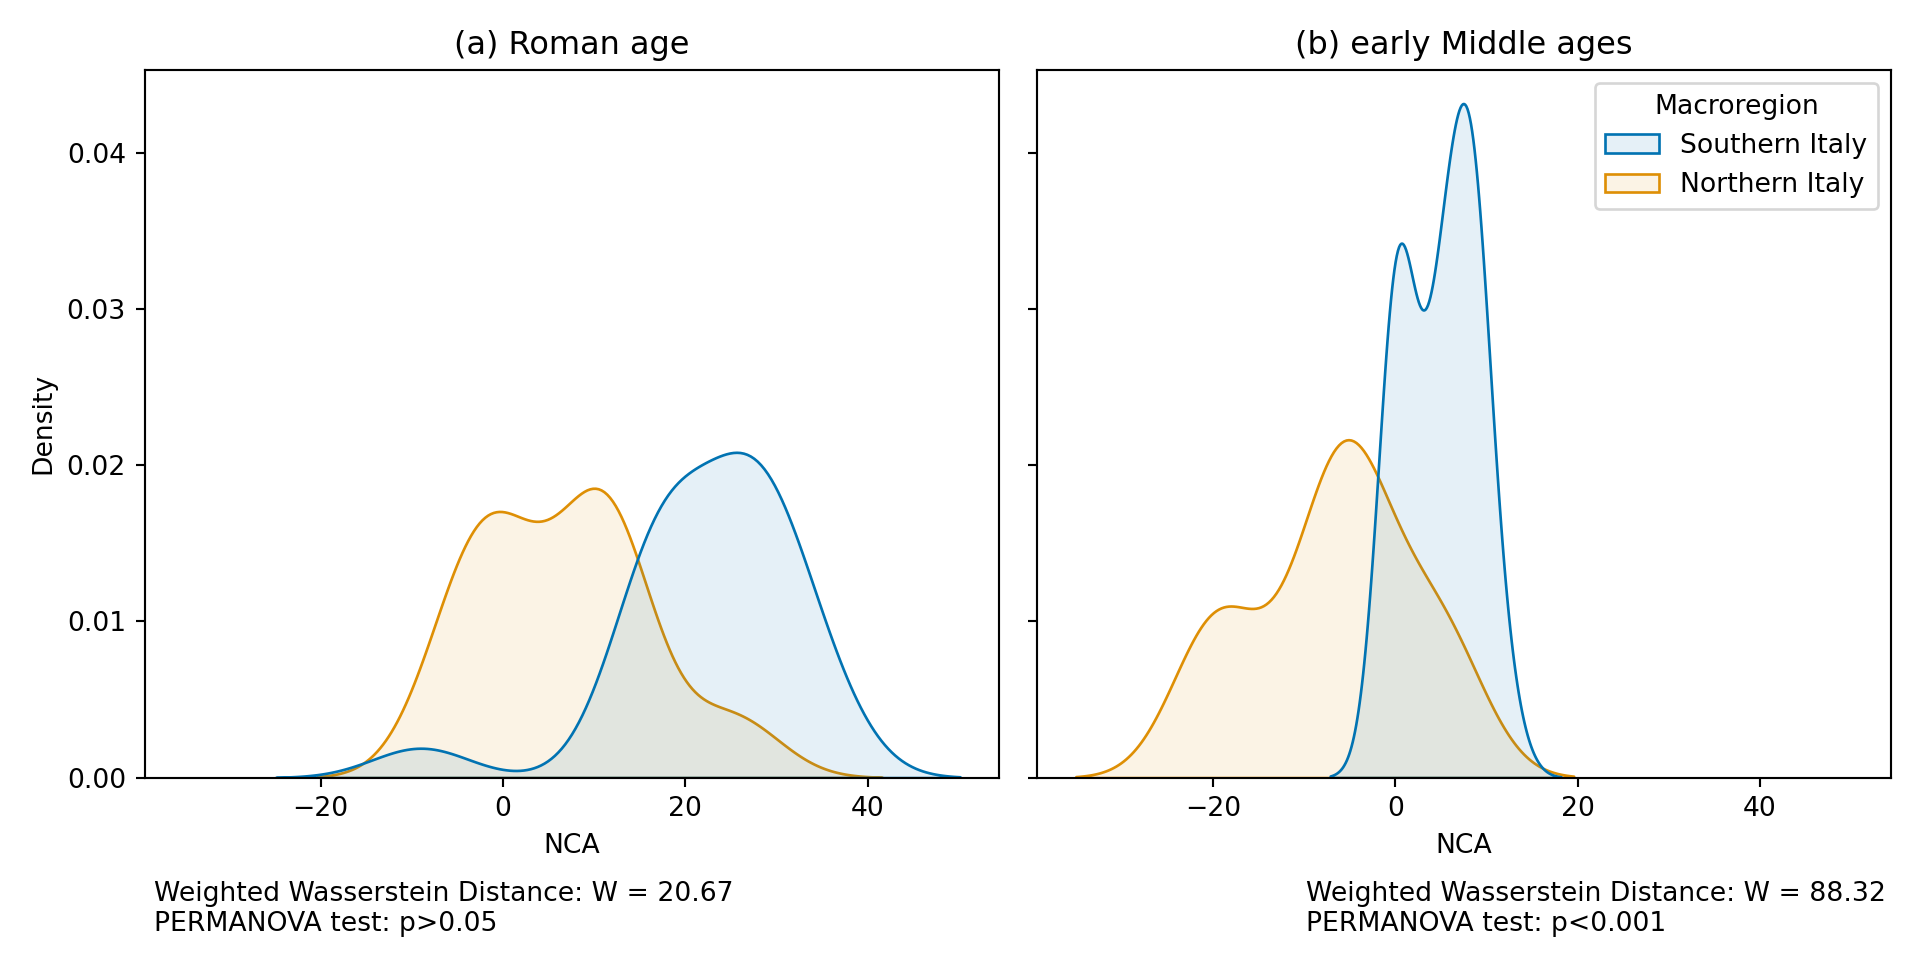 (a) Roman age
(b) early Middle ages
Macroregion
Southern Italy
Northern Italy
Density
0.04
0.03
0.02
0.01
0.00
−20 0 20 40
−20 0 20 40
NCA
NCA
Weighted Wasserstein Distance: W = 20.67
PERMANOVA test: p>0.05
Weighted Wasserstein Distance: W = 88.32
PERMANOVA test: p<0.001